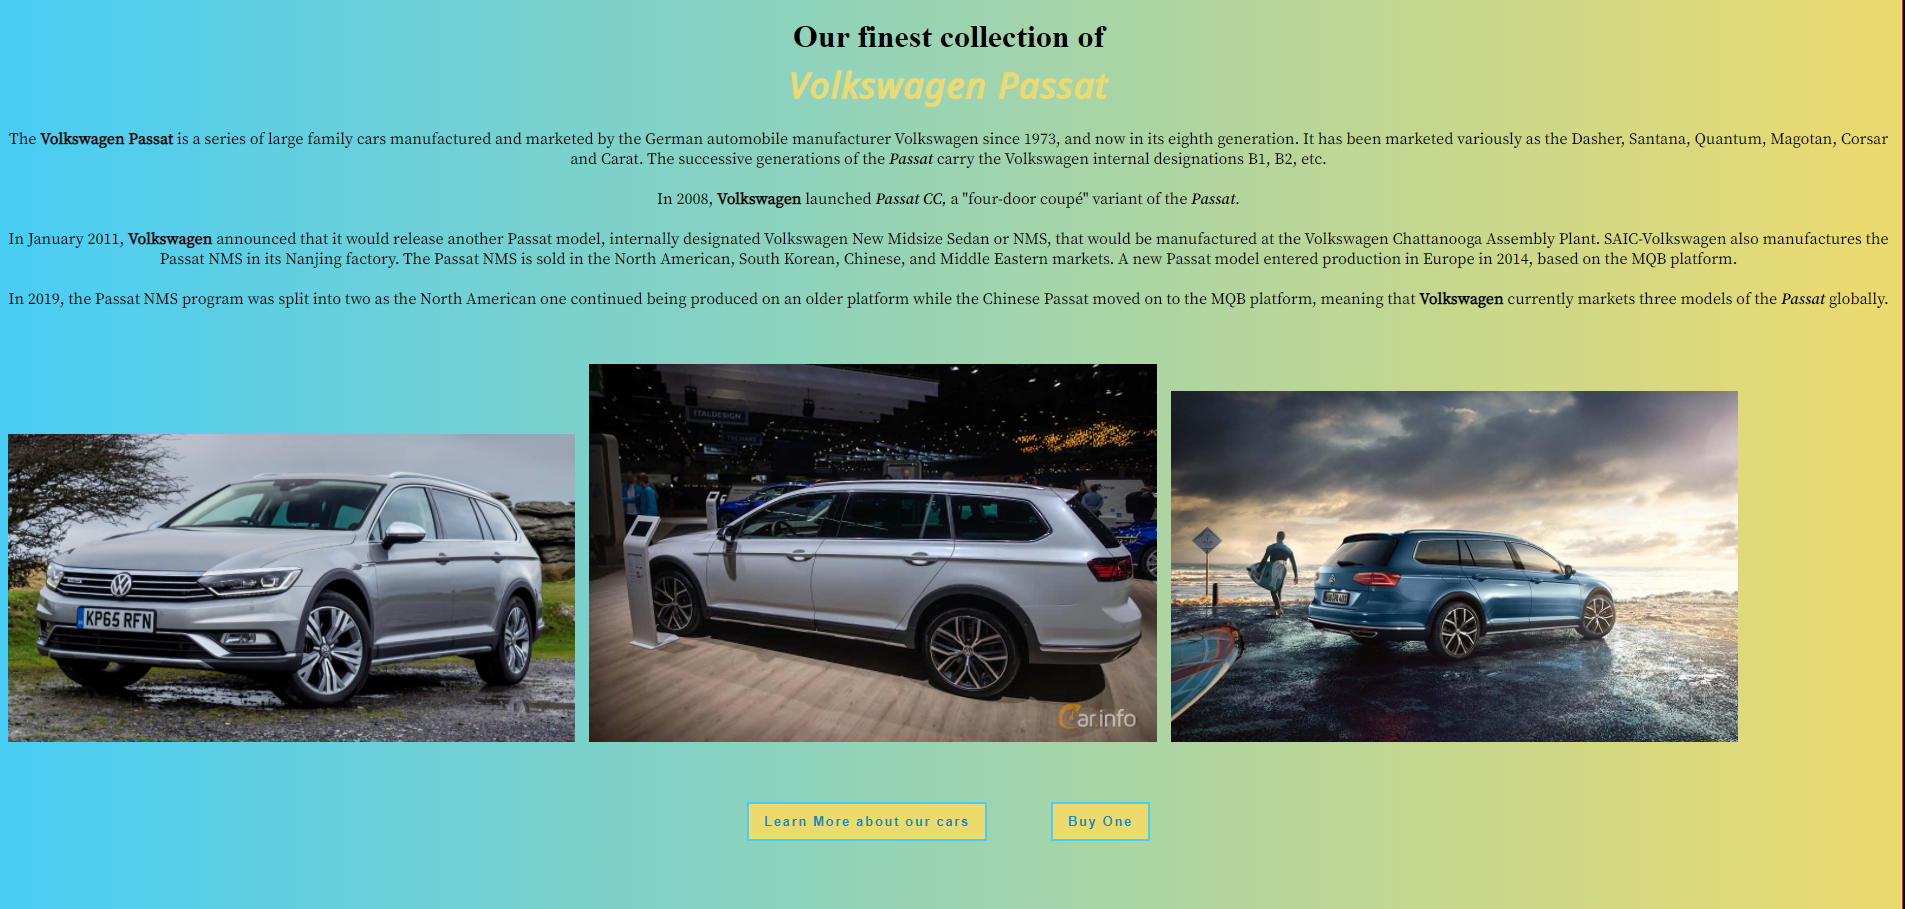 Our finest collection of
Volkswagen Passat
The Volkswagen Passat is a series of large family cars manufactured and marketed by the German automobile manufacturer Volkswagen since 1973, and now in its eighth generation. It has been marketed variously as the Dasher, Santana, Quantum, Magotan, Corsar
and Carat. The successive generations of the Passat carry the Volkswagen internal designations B1, B2, etc.
In 2008, Volkswagen launched Passat CC, a "four-door coupé" variant of the Passat.
In January 2011, Volkswagen announced that it would release another Passat model, internally designated Volkswagen New Midsize Sedan or NMS, that would be manufactured at the Volkswagen Chattanooga Assembly Plant. SAIC-Volkswagen also manufactures the
Passat NMS in its Nanjing factory. The Passat NMS is sold in the North American, South Korean, Chinese, and Middle Eastern markets. A new Passat model entered production in Europe in 2014, based on the MQB platform.
In 2019, the Passat NMS program was split into two as the North American one continued being produced on an older platform while the Chinese Passat moved on to the MQB platform, meaning that Volkswagen currently markets three models of the Passat globally.
KP65 RFN
ITALDESIGN
Car.info
Learn More about our cars
Buy One